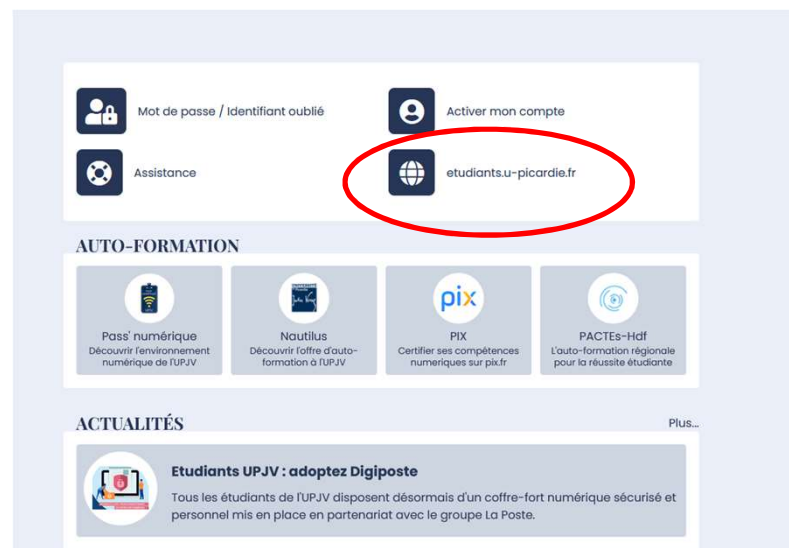 Mot de passe / Identifiant oublié
Activer mon compte
Assistance
etudiants.u-picardie.fr
AUTO-FORMATION
Pass' numérique
Découvrir l'environnement
numérique de l'UPJV
Nautilus
Découvrir l'offre d'auto-
formation à l'UPJV
pix
PIX
Certifier ses compétences
numeriques sur pix.fr
PACTEs-Hdf
L'auto-formation régionale
pour la réussite étudiante
ACTUALITÉS
Plus...
Etudiants UPJV : adoptez Digiposte
Tous les étudiants de l'UPJV disposent désormais d'un coffre-fort numérique sécurisé et
personnel mis en place en partenariat avec le groupe La Poste.